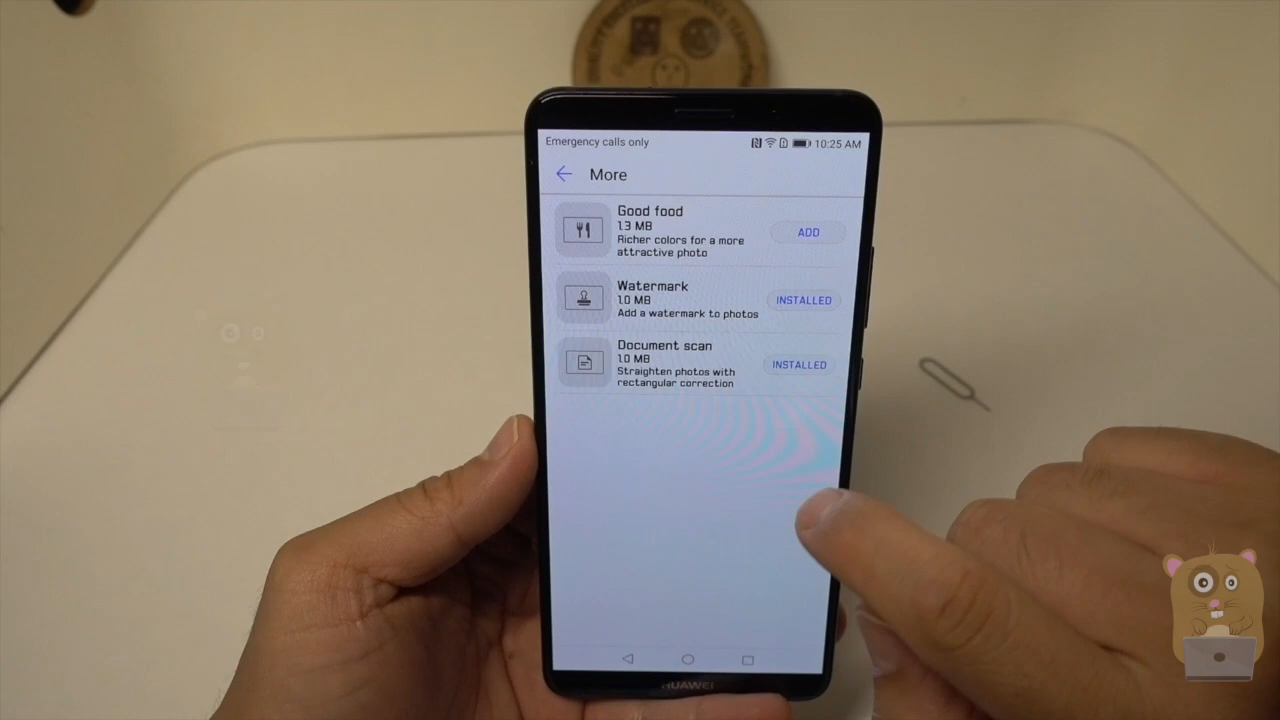 Emergency calls only 10:25 AM
More
Good food
1.3 MB
Richer colors for a more
attractive photo
ADD
Watermark
1.0 MB
Add a watermark to photos
INSTALLED
Document scan
1.0 MB
Straighten photos with
rectangular correction
INSTALLED
HUAWEI